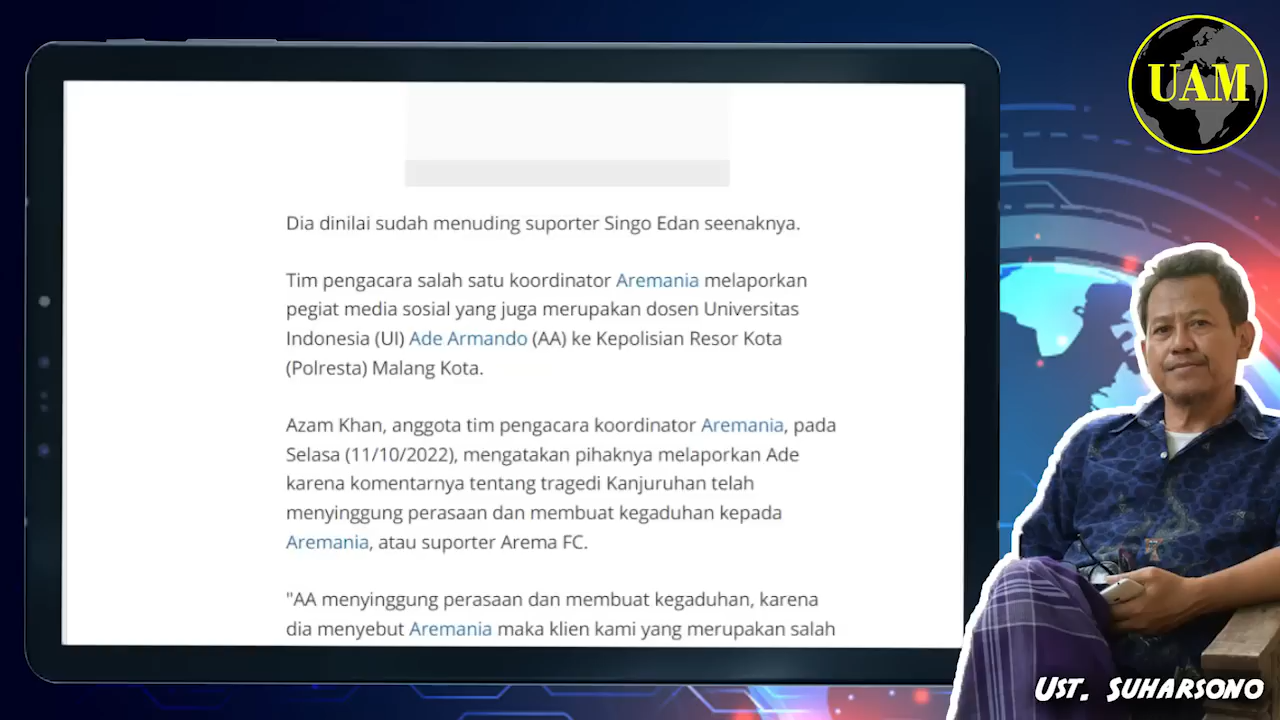 UAM
Dia dinilai sudah menuding suporter Singo Edan seenaknya.
Tim pengacara salah satu koordinator Aremania melaporkan
pegiat media sosial yang juga merupakan dosen Universitas
Indonesia (UI) Ade Armando (AA) ke Kepolisian Resor Kota
(Polresta) Malang Kota.
Azam Khan, anggota tim pengacara koordinator Aremania, pada
Selasa (11/10/2022), mengatakan pihaknya melaporkan Ade
karena komentarnya tentang tragedi Kanjuruhan telah
menyinggung perasaan dan membuat kegaduhan kepada
Aremania, atau suporter Arema FC.
"AA menyinggung perasaan dan membuat kegaduhan, karena
dia menyebut Aremania maka klien kami yang merupakan salah
UST. SUHARSONO